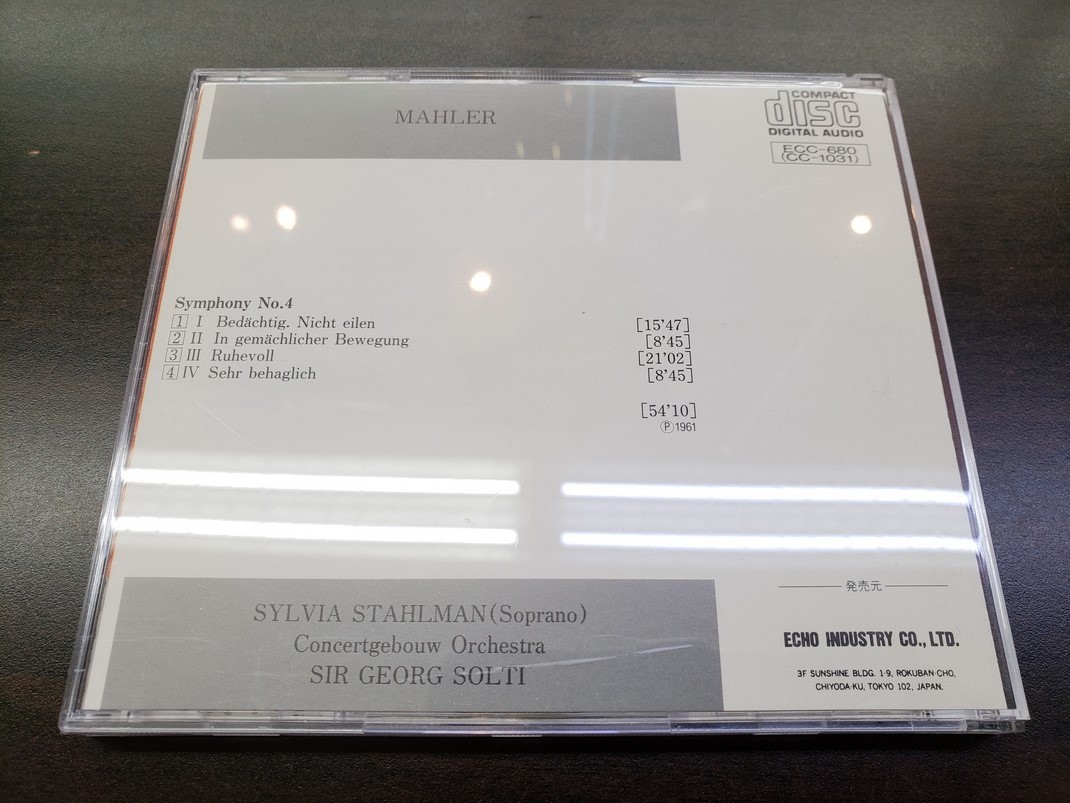 MAHLER
COMPACT
disc
DIGITAL AUDIO
ECC-680
(CC-1031)
Symphony No.4
1 I Bedächtig. Nicht eilen [15'47]
2 II In gemächlicher Bewegung [8'45]
3 III Ruhevoll [21'02]
4 IV Sehr behaglich [8'45]
[54'10]
Ⓟ1961
SYLVIA STAHLMAN(Soprano)
Concertgebouw Orchestra
SIR GEORG SOLTI
発売元
ECHO INDUSTRY CO., LTD.
3F SUNSHINE BLDG. 1-9, ROKUBAN-CHO,
CHIYODA-KU, TOKYO 102, JAPAN.